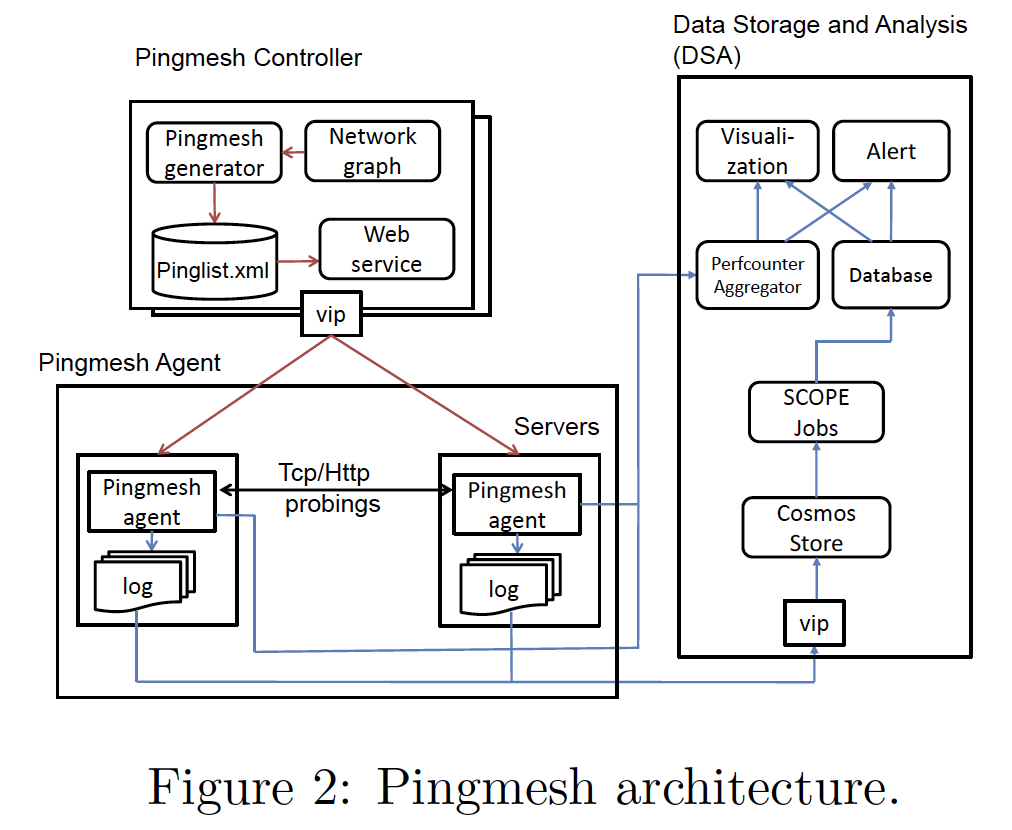 Data Storage and Analysis
(DSA)
Pingmesh Controller
Pingmesh
generator
Network
graph
Pinglist.xml
Web
service
vip
Visuali-
zation
Alert
Perfcounter
Aggregator
Database
SCOPE
Jobs
Cosmos
Store
vip
Pingmesh Agent
Servers
Pingmesh
agent
Tcp/Http
probings
Pingmesh
agent
log
log
Figure 2: Pingmesh architecture.